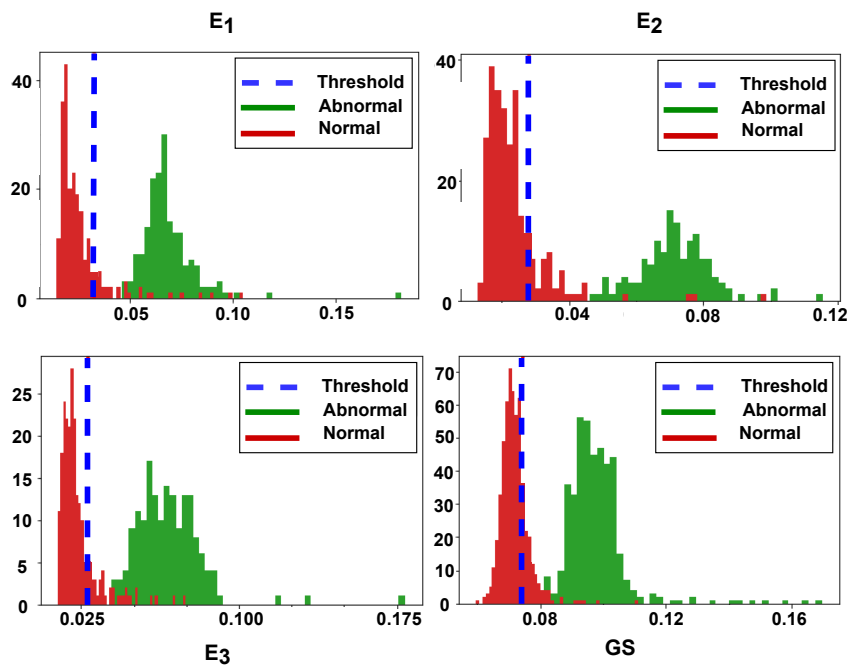 E1
E2
40
20
0
0.05
0.10
0.15
Threshold
Abnormal
Normal
40
20
0
0.04
0.08
0.12
Threshold
Abnormal
Normal
25
20
15
10
5
0
0.025
0.100
0.175
Threshold
Abnormal
Normal
70
60
50
40
30
20
10
0
0.08
0.12
0.16
Threshold
Abnormal
Normal
E3
GS